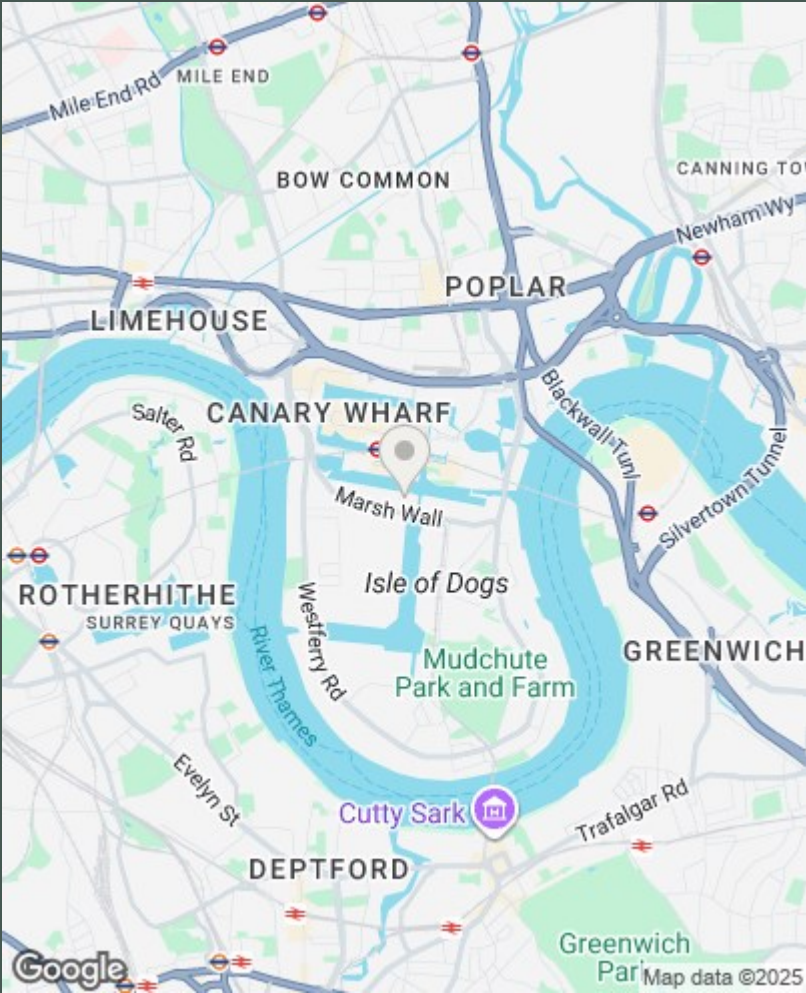 MILE END
Mile End Rd
BOW COMMON
CANNING TO
Newham Wy
POPLAR
LIMEHOUSE
Salter Rd
CANARY WHARF
Blackwall Tunl
Marsh Wall
Silvertown Tunnel
Isle of Dogs
ROTHERHITHE
SURREY QUAYS
Westferry Rd
River Thames
GREENWICH
Mudchute
Park and Farm
Evelyn St
Cutty Sark
Trafalgar Rd
DEPTFORD
Greenwich
Park
Google
Map data ©2025